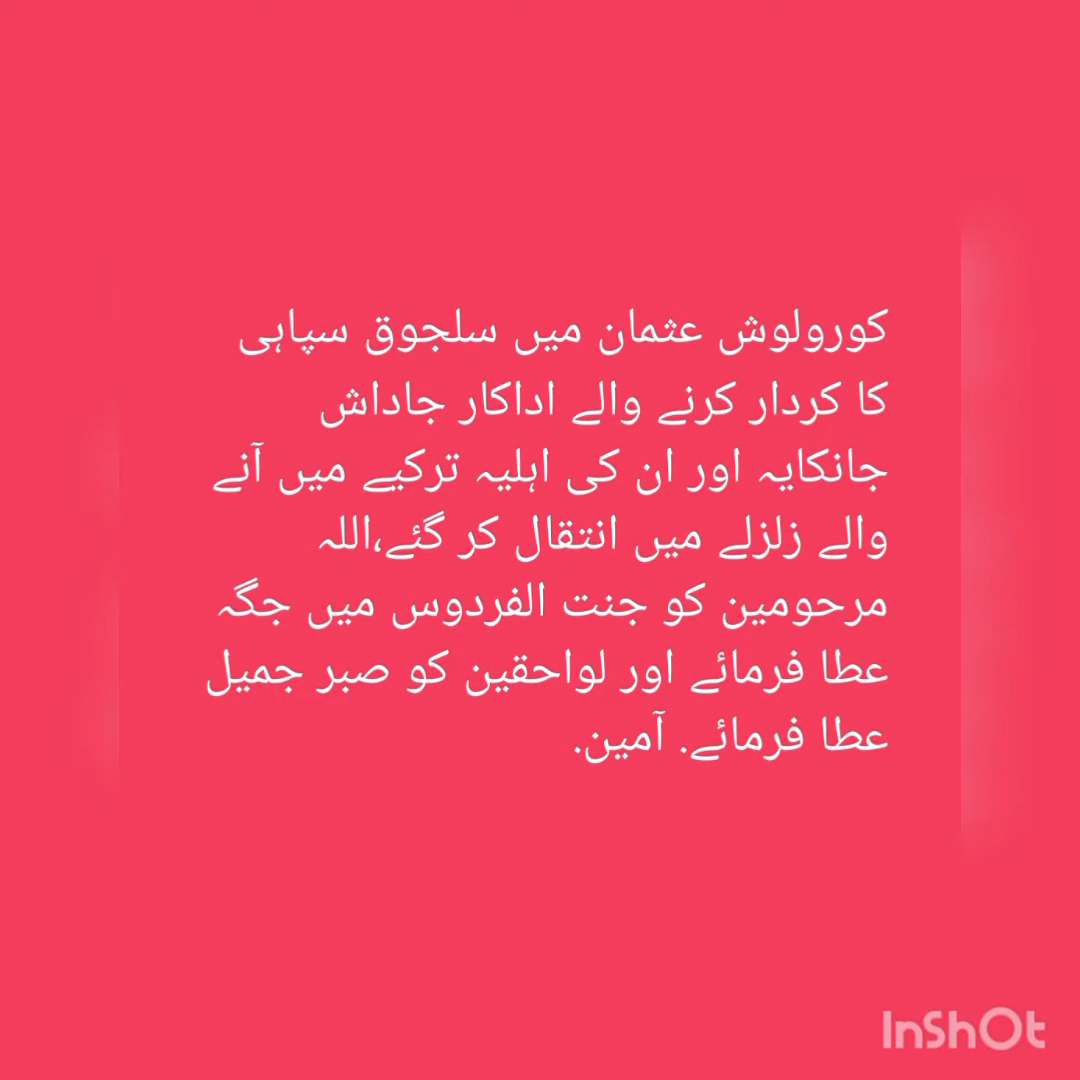 کورولوش عثمان میں سلجوق سپاہی
کا کردار کرنے والے اداکار جاداش
جانکایہ اور ان کی اہلیہ ترکیے میں آنے
والے زلزلے میں انتقال کر گئے،اللہ
مرحومین کو جنت الفردوس میں جگہ
عطا فرمائے اور لواحقین کو صبر جمیل
عطا فرمائے. آمین.
InShOt